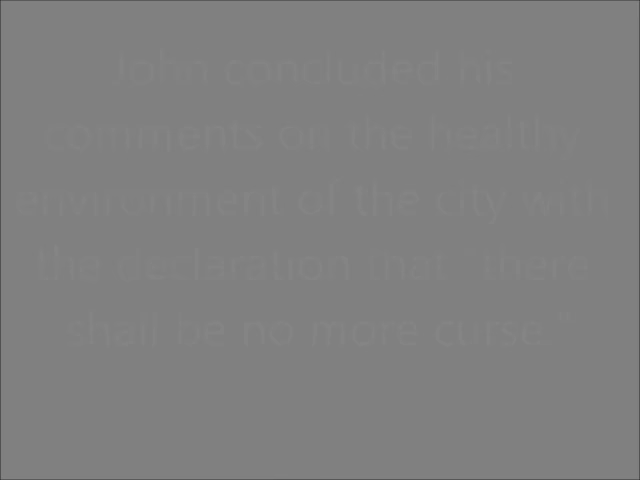 John concluded his
comments on the healthy
environment of the city with
the declaration that "there
shall be no more curse."